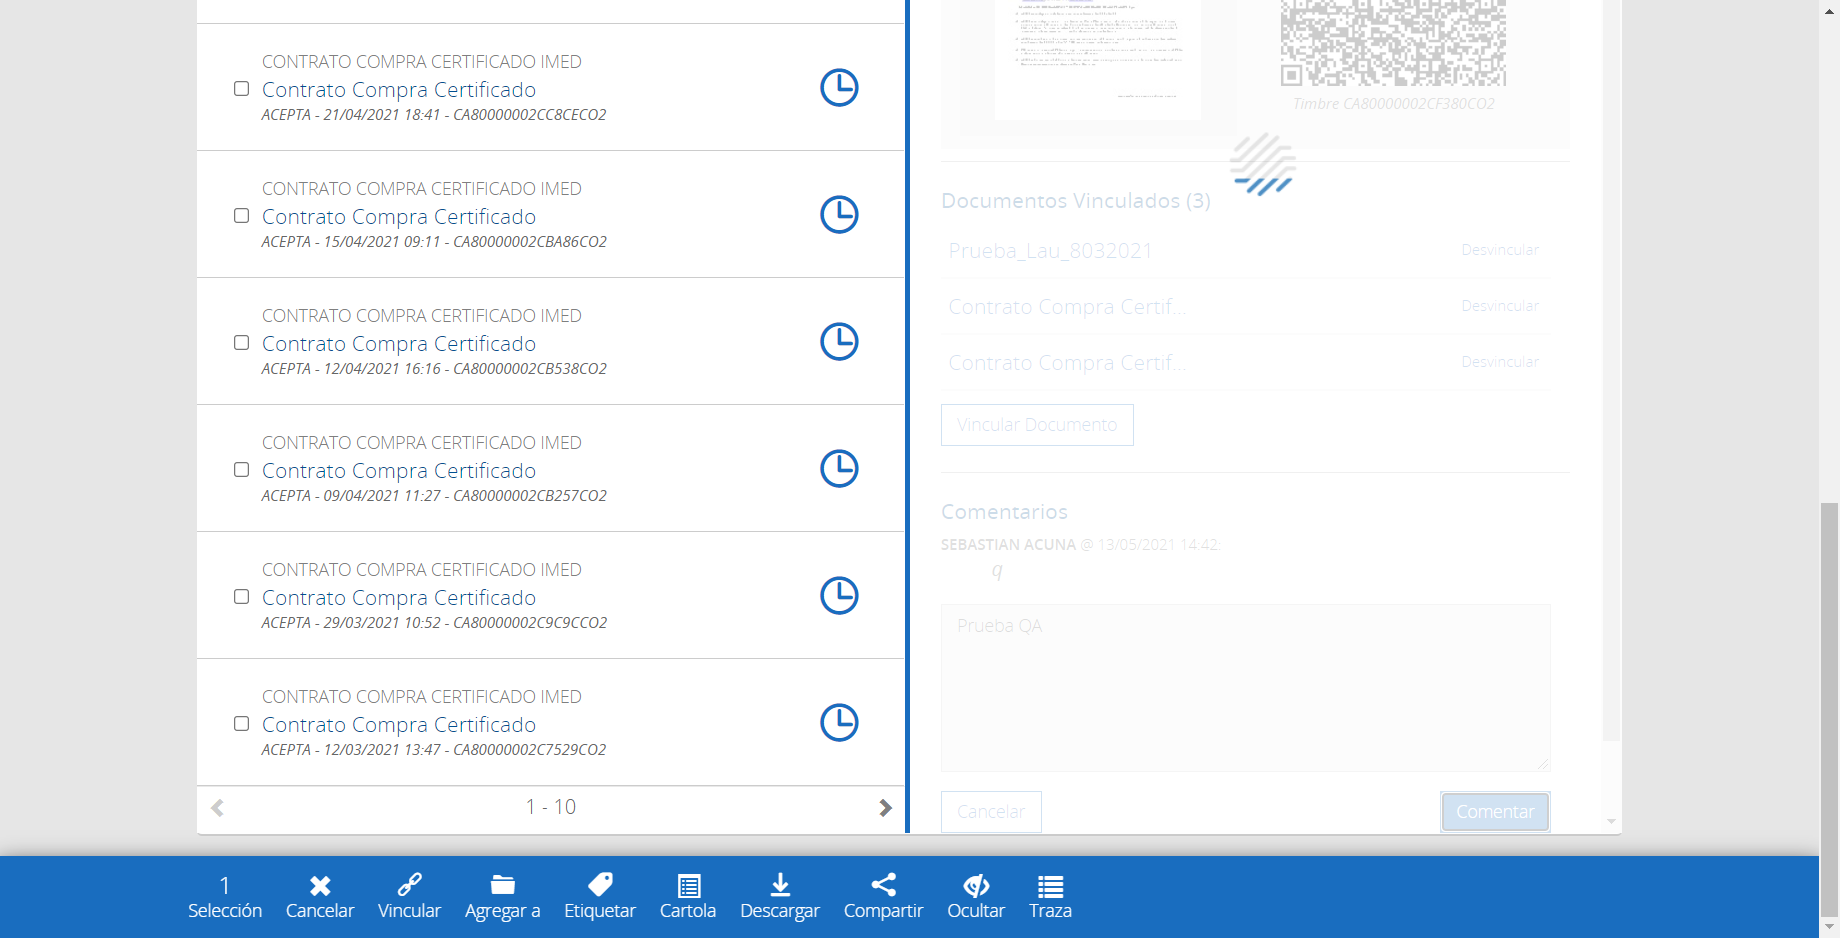 CONTRATO COMPRA CERTIFICADO IMED
Contrato Compra Certificado
ACEPTA - 21/04/2021 18:41 - CA80000002CC8CECO2
CONTRATO COMPRA CERTIFICADO IMED
Contrato Compra Certificado
ACEPTA - 15/04/2021 09:11 - CA80000002CBA86CO2
CONTRATO COMPRA CERTIFICADO IMED
Contrato Compra Certificado
ACEPTA - 12/04/2021 16:16 - CA80000002CB538CO2
CONTRATO COMPRA CERTIFICADO IMED
Contrato Compra Certificado
ACEPTA - 09/04/2021 11:27 - CA80000002CB257CO2
CONTRATO COMPRA CERTIFICADO IMED
Contrato Compra Certificado
ACEPTA - 29/03/2021 10:52 - CA80000002C9C9CCO2
CONTRATO COMPRA CERTIFICADO IMED
Contrato Compra Certificado
ACEPTA - 12/03/2021 13:47 - CA80000002C7529CO2
1 - 10
Timbre CA80000002CF380CO2
Documentos Vinculados (3)
Prueba_Lau_8032021 Desvincular
Contrato Compra Certif... Desvincular
Contrato Compra Certif... Desvincular
Vincular Documento
Comentarios
SEBASTIAN ACUNA @ 13/05/2021 14:42:
q
Prueba QA
Cancelar Comentar
1
Selección Cancelar Vincular Agregar a Etiquetar Cartola Descargar Compartir Ocultar Traza